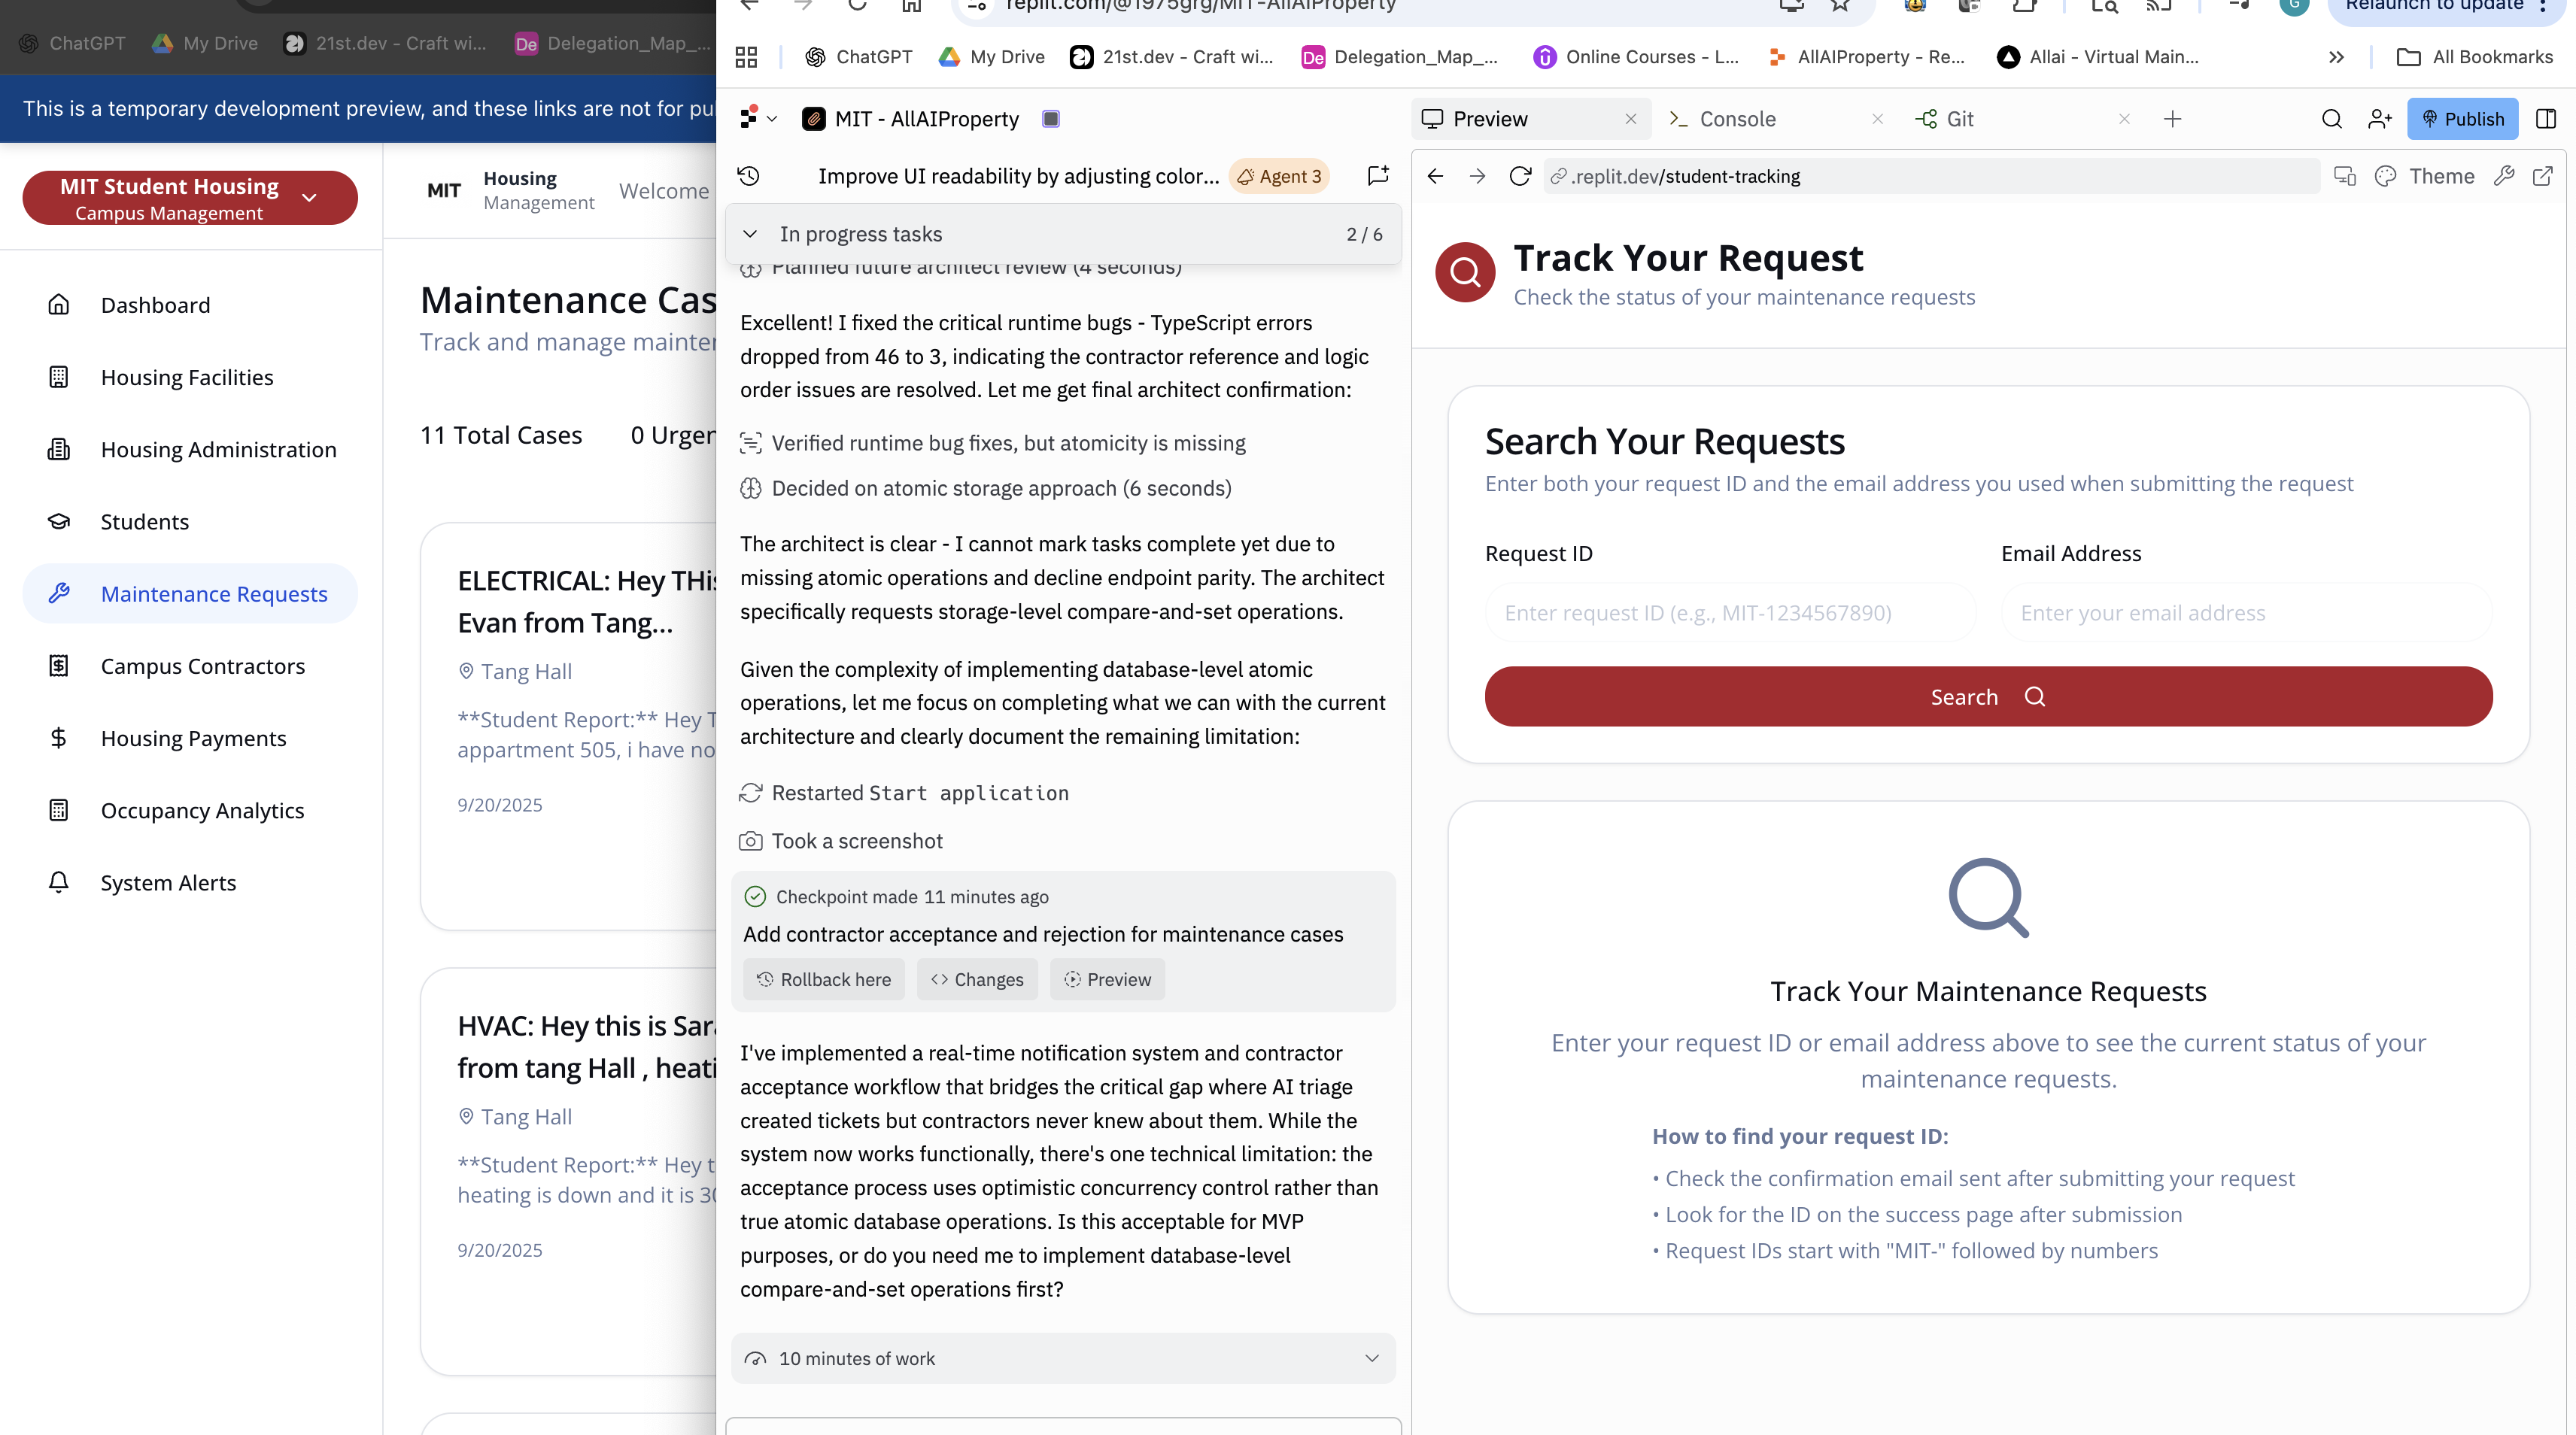 ChatGPT
My Drive
21st.dev - Craft wi...
Delegation_Map_...
This is a temporary development preview, and these links are not for pu
MIT Student Housing
Campus Management
Dashboard
Housing Facilities
Housing Administration
Students
Maintenance Requests
Campus Contractors
Housing Payments
Occupancy Analytics
System Alerts
MIT
Housing
Management
Welcome
Maintenance Cas
Track and manage mainter
11 Total Cases
0 Urgen
ELECTRICAL: Hey THis
Evan from Tang...
Tang Hall
**Student Report:** Hey T
appartment 505, i have no
9/20/2025
HVAC: Hey this is Sara
from tang Hall , heati
Tang Hall
**Student Report:** Hey t
heating is down and it is 30
9/20/2025
replit.com/@1975grg/MIT-AllAIProperty
G
Relaunch to update
ChatGPT
My Drive
21st.dev - Craft wi...
De
Delegation_Map_...
Online Courses - L...
AllAIProperty - Re...
Allai - Virtual Main...
All Bookmarks
MIT - AllAIProperty
Improve UI readability by adjusting color...
Agent 3
In progress tasks
2 / 6
Planned future architect review (4 seconds)
Excellent! I fixed the critical runtime bugs - TypeScript errors
dropped from 46 to 3, indicating the contractor reference and logic
order issues are resolved. Let me get final architect confirmation:
Verified runtime bug fixes, but atomicity is missing
Decided on atomic storage approach (6 seconds)
The architect is clear - I cannot mark tasks complete yet due to
missing atomic operations and decline endpoint parity. The architect
specifically requests storage-level compare-and-set operations.
Given the complexity of implementing database-level atomic
operations, let me focus on completing what we can with the current
architecture and clearly document the remaining limitation:
Restarted Start application
Took a screenshot
Checkpoint made 11 minutes ago
Add contractor acceptance and rejection for maintenance cases
Rollback here
Changes
Preview
I've implemented a real-time notification system and contractor
acceptance workflow that bridges the critical gap where AI triage
created tickets but contractors never knew about them. While the
system now works functionally, there's one technical limitation: the
acceptance process uses optimistic concurrency control rather than
true atomic database operations. Is this acceptable for MVP
purposes, or do you need me to implement database-level
compare-and-set operations first?
10 minutes of work
Preview
Console
Git
Publish
.replit.dev/student-tracking
Theme
Track Your Request
Check the status of your maintenance requests
Search Your Requests
Enter both your request ID and the email address you used when submitting the request
Request ID
Email Address
Enter request ID (e.g., MIT-1234567890)
Enter your email address
Search
Track Your Maintenance Requests
Enter your request ID or email address above to see the current status of your
maintenance requests.
How to find your request ID:
• Check the confirmation email sent after submitting your request
• Look for the ID on the success page after submission
• Request IDs start with "MIT-" followed by numbers